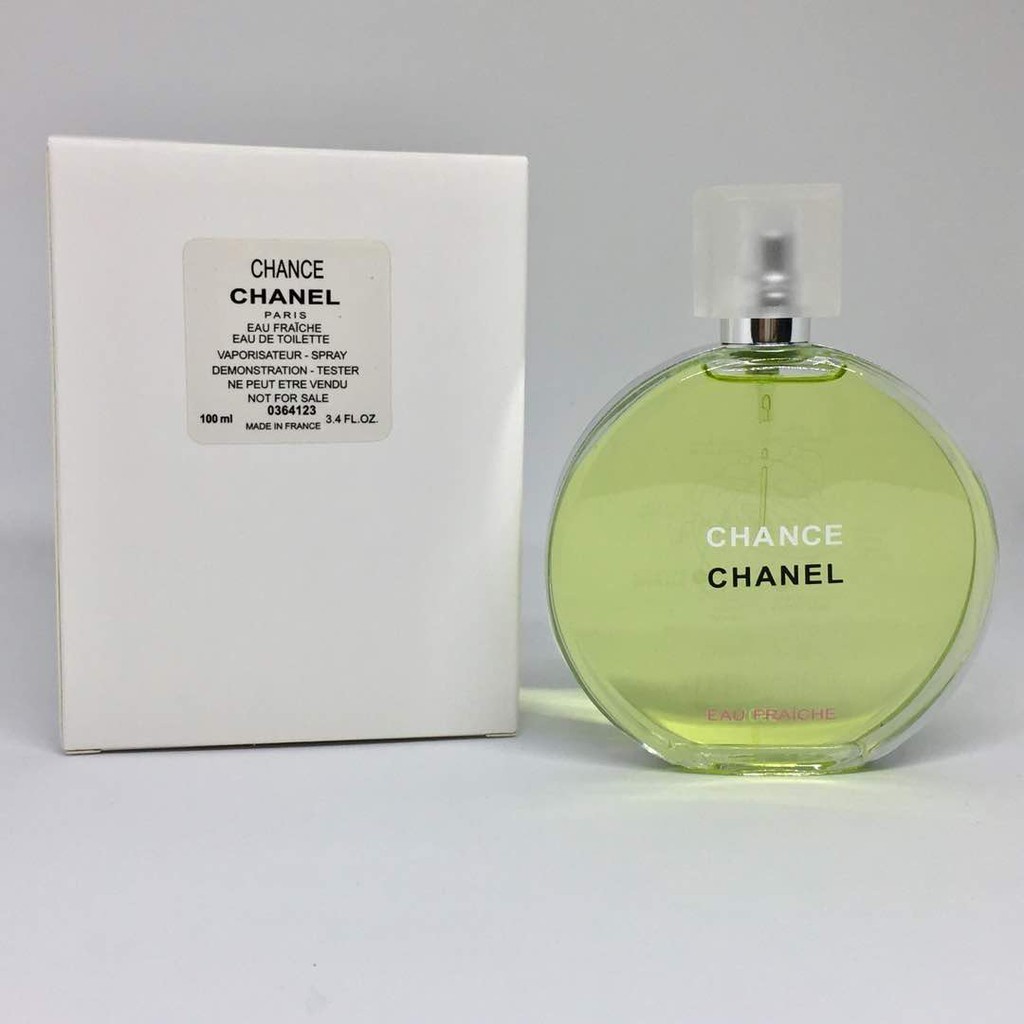 CHANCE
CHANEL
PARIS
EAU FRAÎCHE
EAU DE TOILETTE
VAPORISATEUR - SPRAY
DEMONSTRATION - TESTER
NE PEUT ETRE VENDU
NOT FOR SALE
0364123
100 ml MADE IN FRANCE 3.4 FL.OZ.
CHANCE
CHANEL
EAU FRAÎCHE